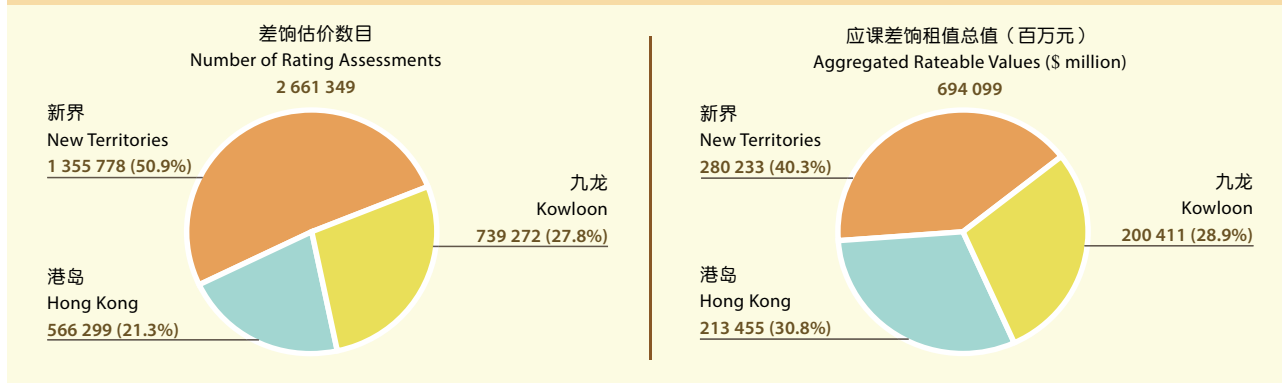 差饷估价数目
Number of Rating Assessments
2 661 349
新界
New Territories
1 355 778 (50.9%)
九龙
Kowloon
739 272 (27.8%)
港岛
Hong Kong
566 299 (21.3%)
应课差饷租值总值（百万元）
Aggregated Rateable Values ($ million)
694 099
新界
New Territories
280 233 (40.3%)
九龙
Kowloon
200 411 (28.9%)
港岛
Hong Kong
213 455 (30.8%)